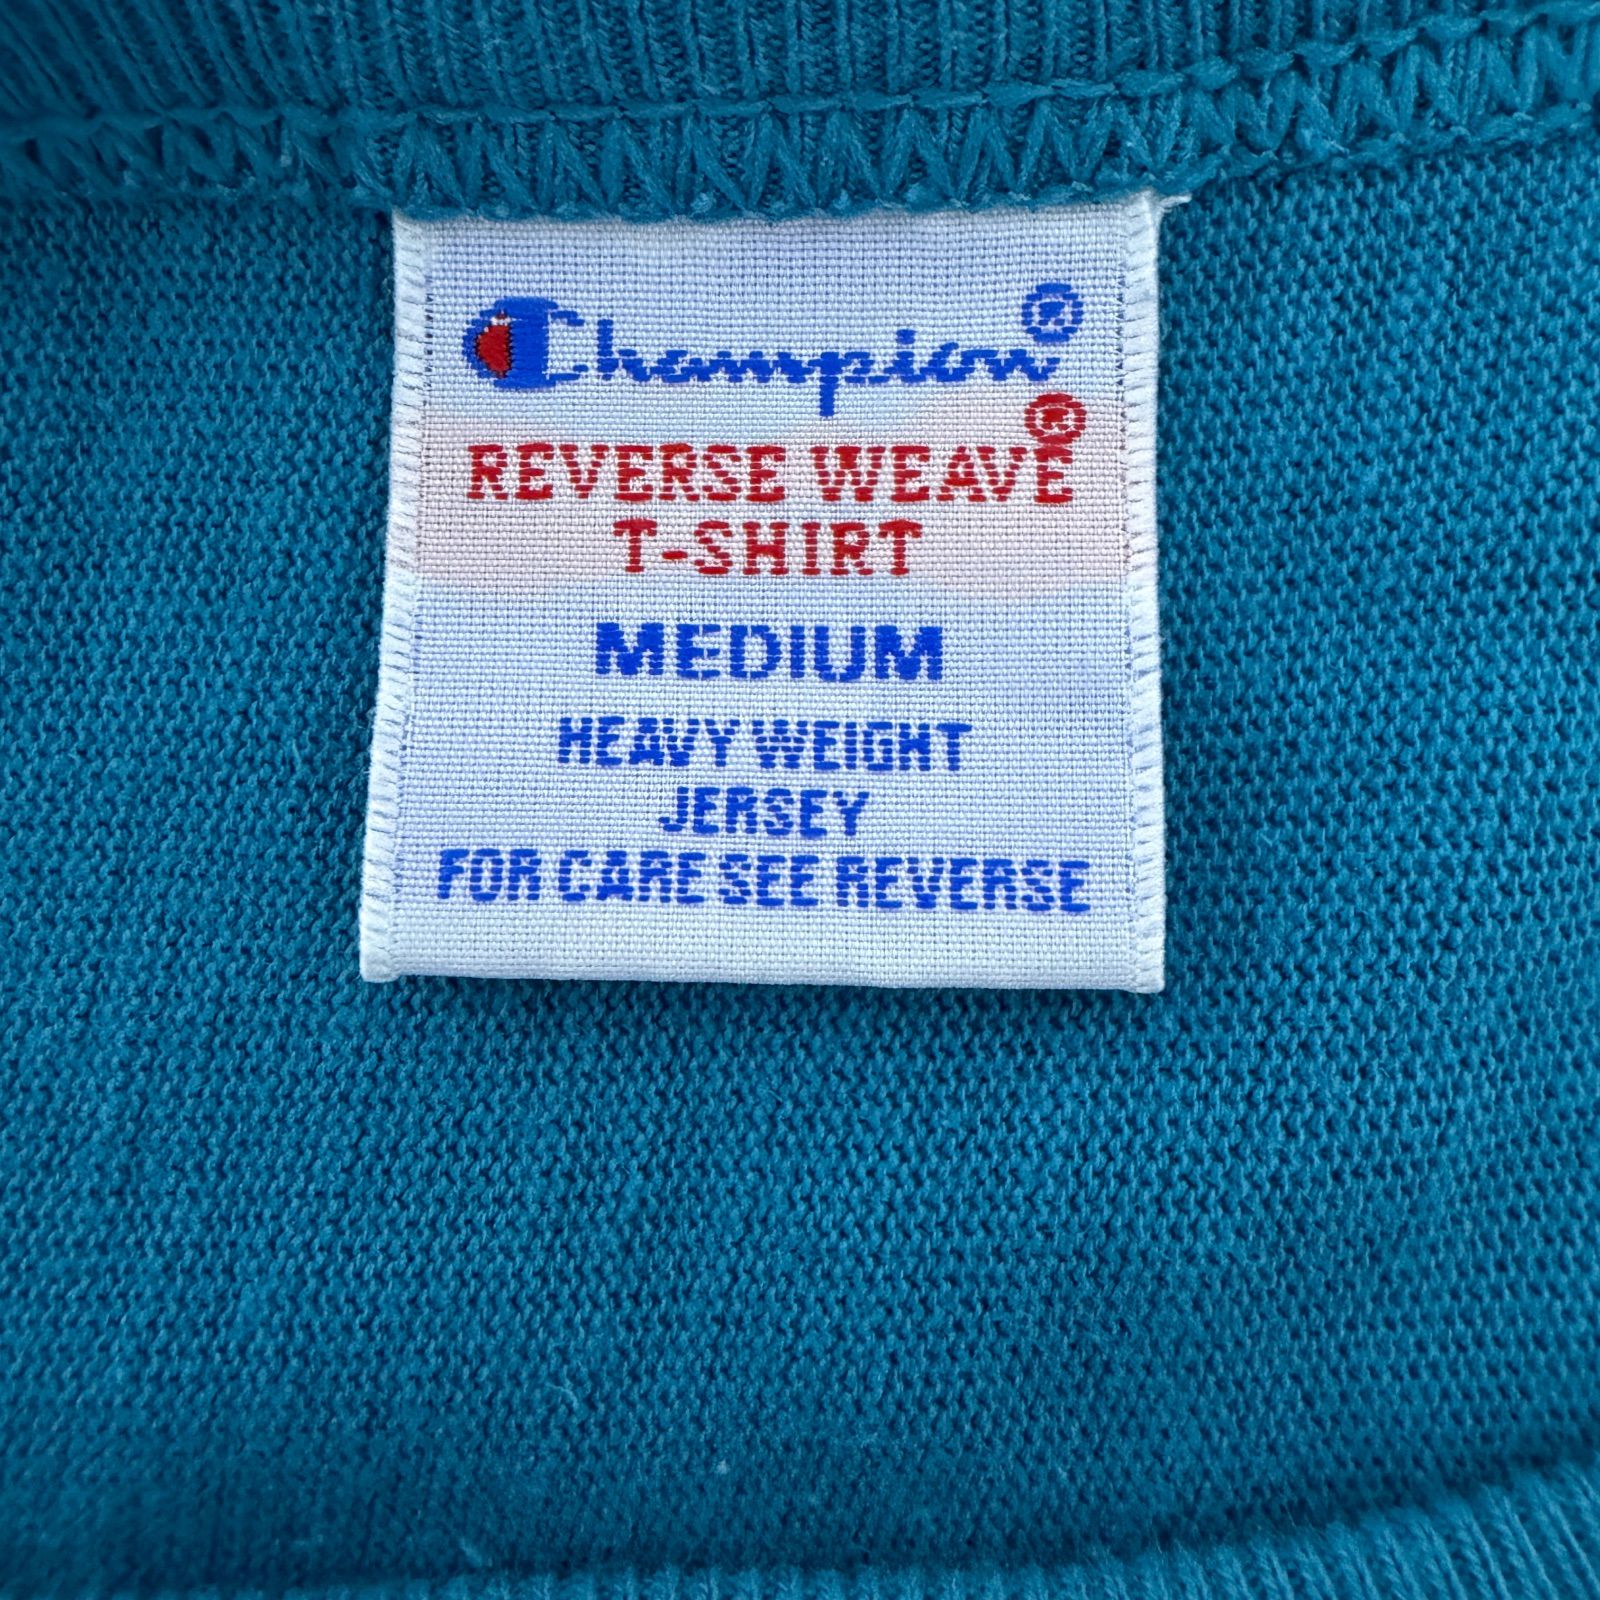 Champion®
REVERSE WEAVE®
T-SHIRT
MEDIUM
HEAVY WEIGHT
JERSEY
FOR CARE SEE REVERSE